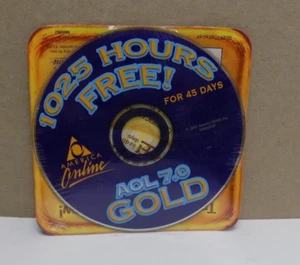 1025 HOURS
FREE!
FOR 45 DAYS
AMERICA
Online
AOL 7.0
GOLD